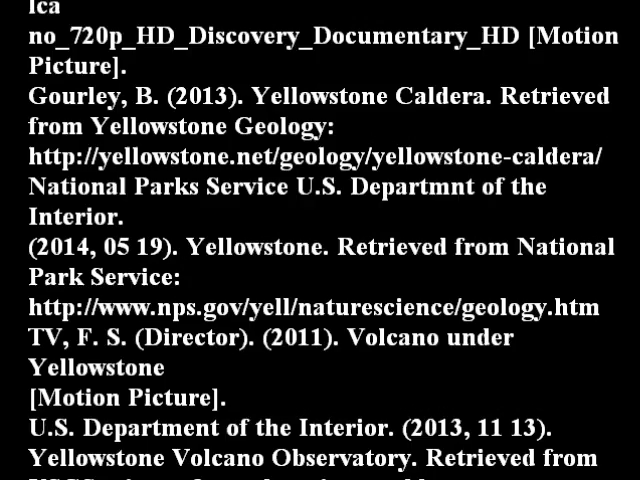 lca
no_720p_HD_Discovery_Documentary_HD [Motion
Picture].
Gourley, B. (2013). Yellowstone Caldera. Retrieved
from Yellowstone Geology:
http://yellowstone.net/geology/yellowstone-caldera/
National Parks Service U.S. Departmnt of the
Interior.
(2014, 05 19). Yellowstone. Retrieved from National
Park Service:
http://www.nps.gov/yell/naturescience/geology.htm
TV, F. S. (Director). (2011). Volcano under
Yellowstone
[Motion Picture].
U.S. Department of the Interior. (2013, 11 13).
Yellowstone Volcano Observatory. Retrieved from